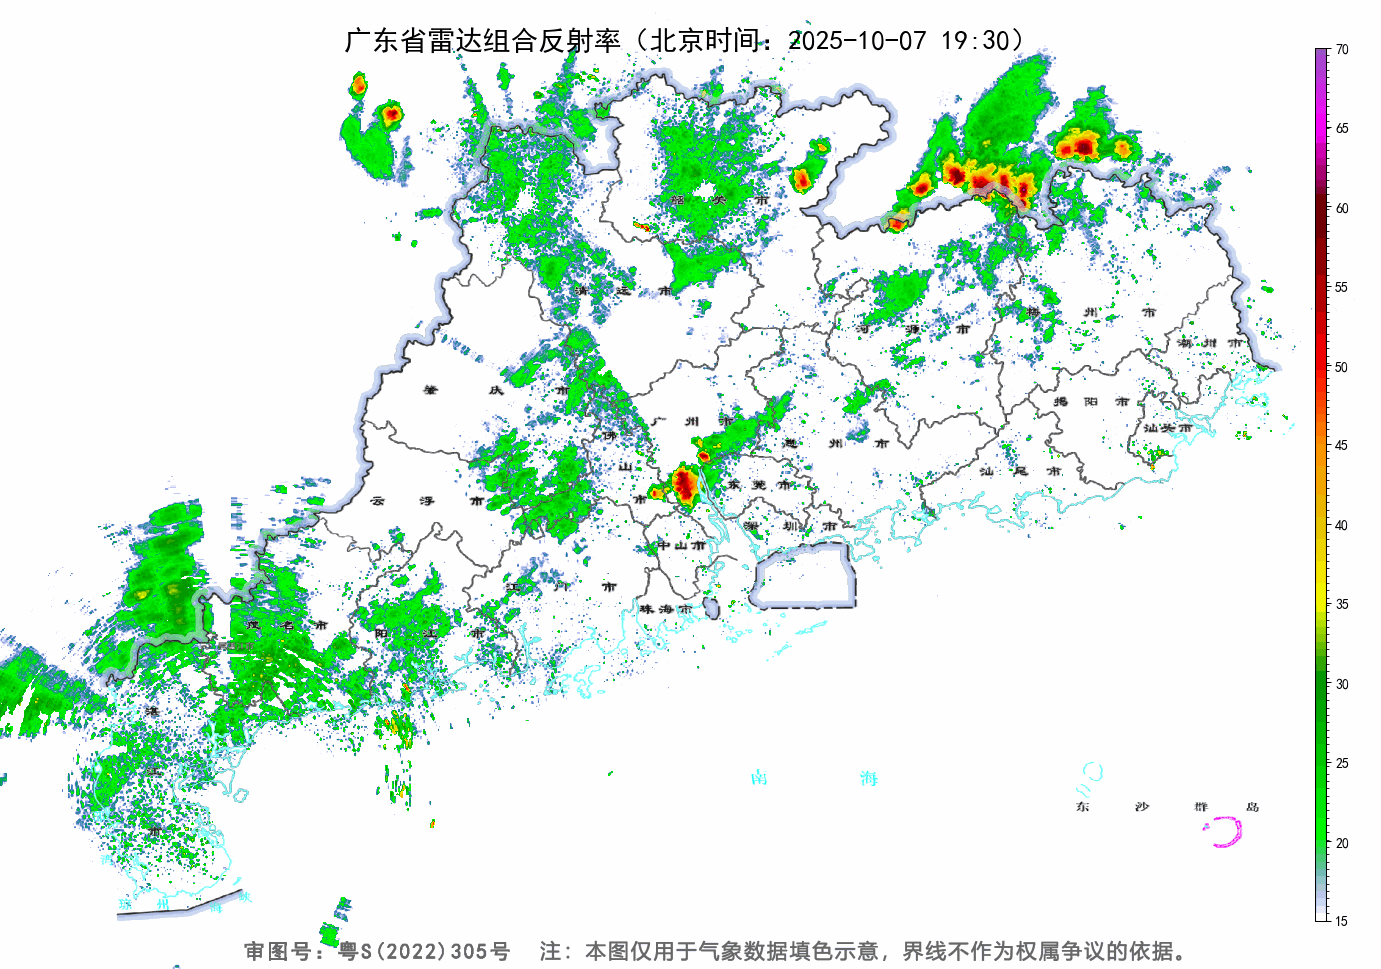 广东省雷达组合反射率（北京时间：2025-10-07 19:30）
70
65
60
55
50
45
40
35
30
25
20
15
韶关市
清远市
河源市
梅州市
潮州市
肇庆市
广州市
惠州市
揭阳市
汕头市
佛山市
东莞市
汕尾市
云浮市
深圳市
中山市
江门市
珠海市
茂名市
阳江市
湛江市
南海
东沙群岛
琼州海峡
审图号：粤S(2022)305号 注：本图仅用于气象数据填色示意，界线不作为权属争议的依据。